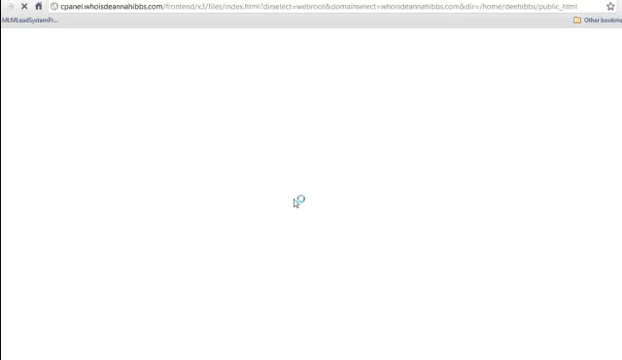 cpanel.whoisdeannahibbs.com/frontend/x3/files/index.html?dirselect=webroot&domainselect=whoisdeannahibbs.com&dir=/home/deehibbs/public_html
MLMLeadSystemPr... Other bookma